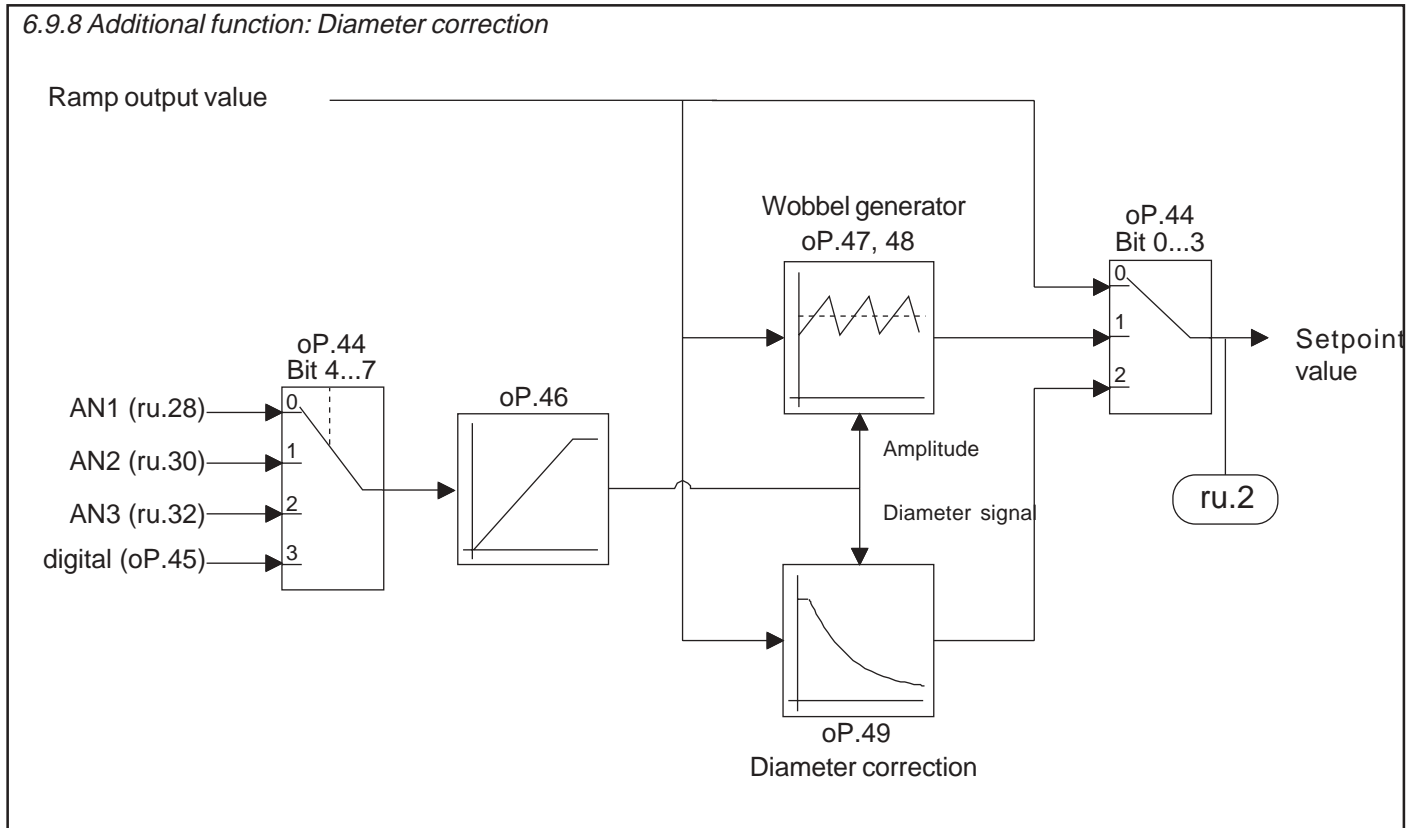 6.9.8 Additional function: Diameter correction
Ramp output value
Wobbel generator
oP.47, 48
oP.44
Bit 0...3
0
1
2
Setpoint
value
ru.2
oP.44
Bit 4...7
AN1 (ru.28)
0
AN2 (ru.30)
1
AN3 (ru.32)
2
digital (oP.45)
3
oP.46
Amplitude
Diameter signal
oP.49
Diameter correction